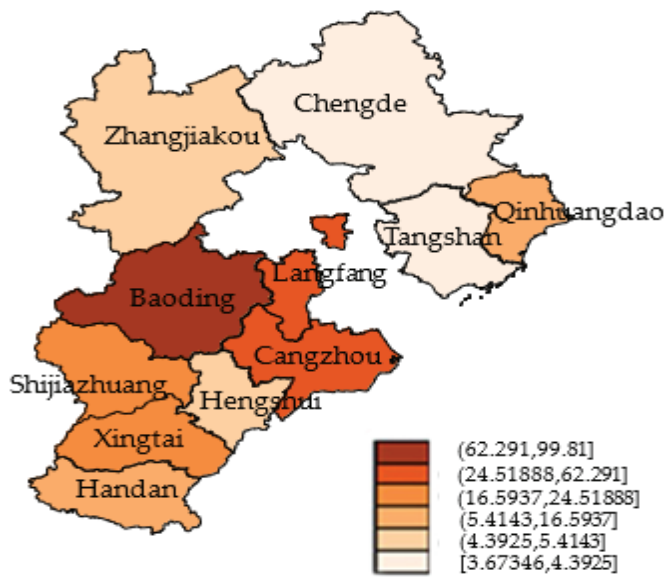 Chengde
Zhangjiakou
Qinhuangdao
Tangshan
Langfang
Baoding
Cangzhou
Shijiazhuang
Hengshui
Xingtai
Handan
(62.291,99.81]
(24.51888,62.291]
(16.5937,24.51888]
(5.4143,16.5937]
(4.3925,5.4143]
[3.67346,4.3925]